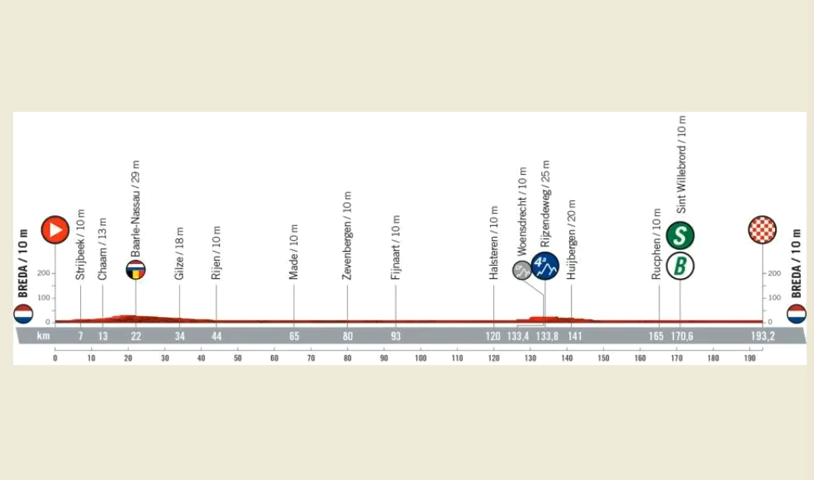 BREDA / 10 m
Strijbeek / 10 m
Chaam / 13 m
Baarle-Nassau / 29 m
Gilze / 18 m
Rijen / 10 m
Made / 10 m
Zevenbergen / 10 m
Fijnaart / 10 m
Halsteren / 10 m
Woensdrecht / 10 m
Rijzendeweg / 25 m
Huijbergen / 20 m
Rucphen / 10 m
Sint Willebrord / 10 m
BREDA / 10 m
4ª
S
B
200 200
100 100
0 0
km 7 13 22 34 44 65 80 93 120 133,4 133,8 141 165 170,6 193,2
0 10 20 30 40 50 60 70 80 90 100 110 120 130 140 150 160 170 180 190